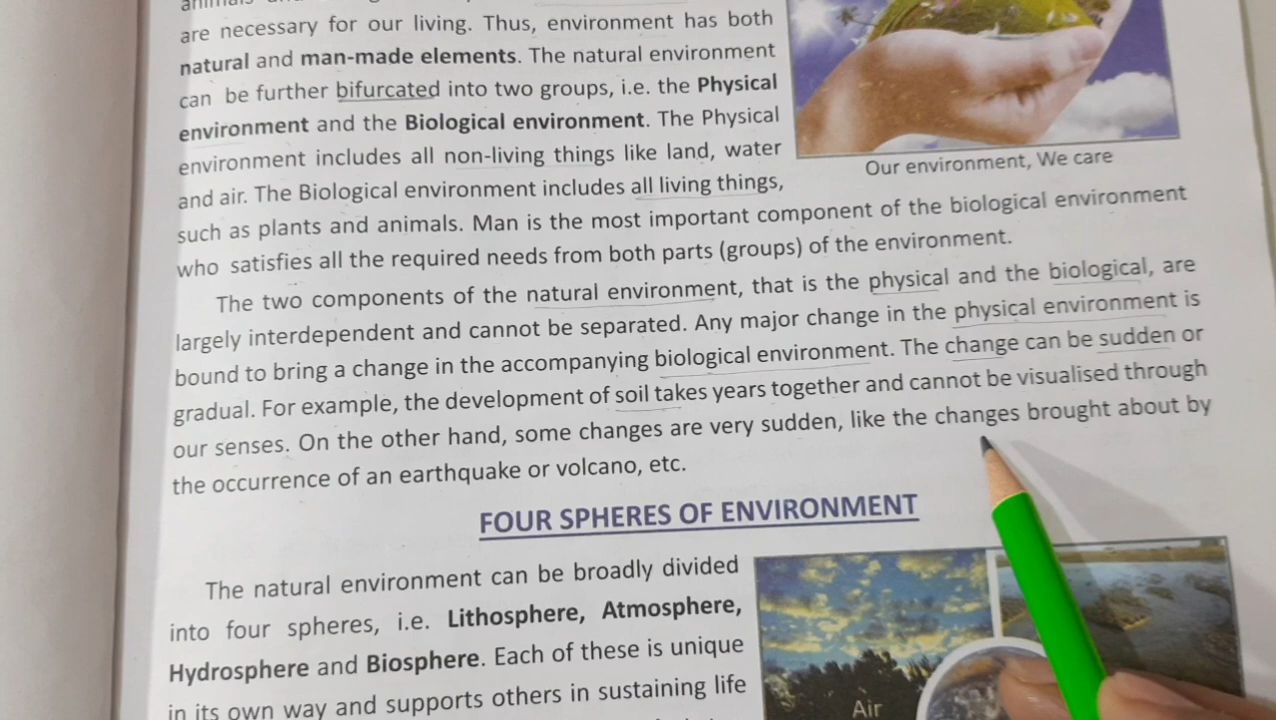 are necessary for our living. Thus, environment has both
natural and man-made elements. The natural environment
can be further bifurcated into two groups, i.e. the Physical
environment and the Biological environment. The Physical
environment includes all non-living things like land, water
and air. The Biological environment includes all living things,
Our environment, We care
such as plants and animals. Man is the most important component of the biological environment
who satisfies all the required needs from both parts (groups) of the environment.
The two components of the natural environment, that is the physical and the biological, are
largely interdependent and cannot be separated. Any major change in the physical environment is
bound to bring a change in the accompanying biological environment. The change can be sudden or
gradual. For example, the development of soil takes years together and cannot be visualised through
our senses. On the other hand, some changes are very sudden, like the changes brought about by
the occurrence of an earthquake or volcano, etc.
FOUR SPHERES OF ENVIRONMENT
The natural environment can be broadly divided
into four spheres, i.e. Lithosphere, Atmosphere,
Hydrosphere and Biosphere. Each of these is unique
in its own way and supports others in sustaining life
Air